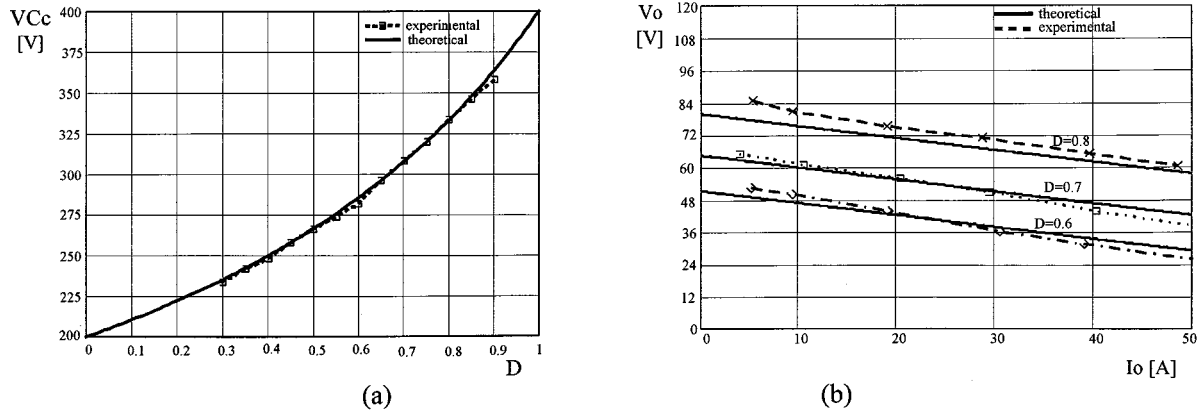 VCc
[V]
400
375
350
325
300
275
250
225
200
experimental
theoretical
0 0.1 0.2 0.3 0.4 0.5 0.6 0.7 0.8 0.9 1
D
(a)
Vo
[V]
120
108
96
84
72
60
48
36
24
12
0
theoretical
experimental
D=0.8
D=0.7
D=0.6
0 10 20 30 40 50
Io [A]
(b)